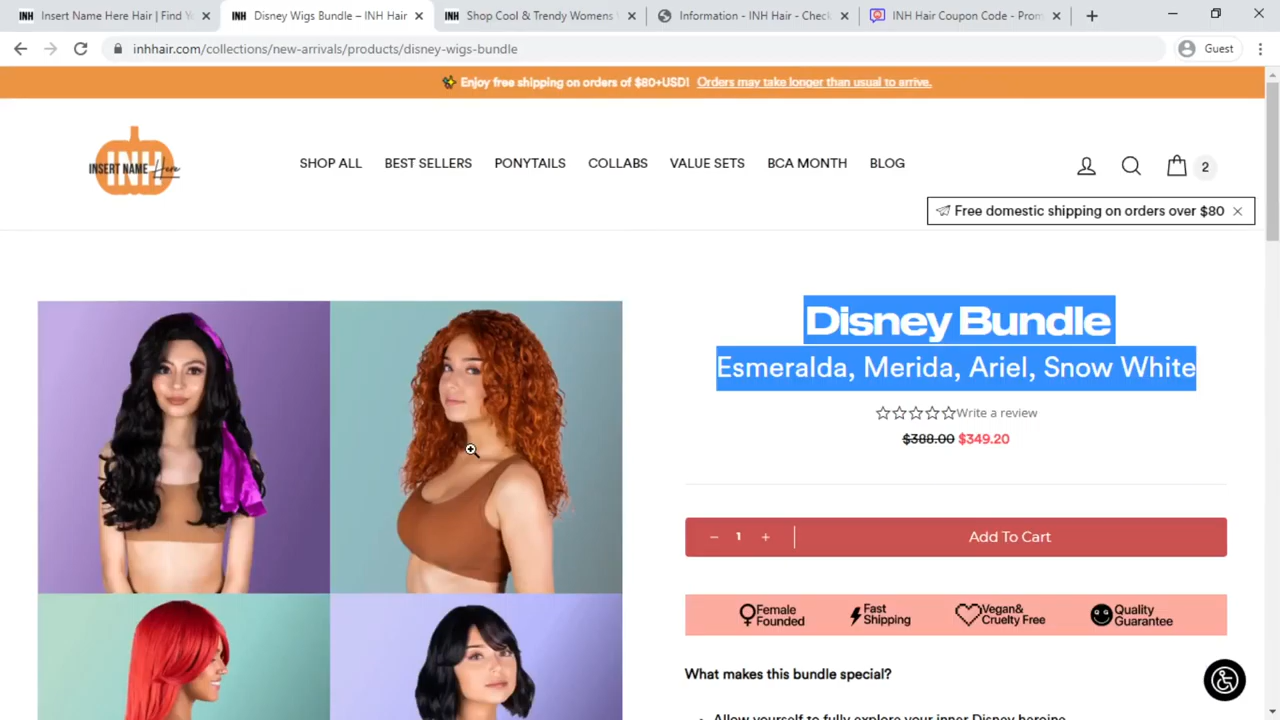 Insert Name Here Hair | Find Y
Disney Wigs Bundle – INH Hair
Shop Cool & Trendy Womens
Information - INH Hair - Check
INH Hair Coupon Code - Prom
inhhair.com/collections/new-arrivals/products/disney-wigs-bundle
Guest
Enjoy free shipping on orders of $80+USD! Orders may take longer than usual to arrive.
INSERT NAME Here
INH
SHOP ALL
BEST SELLERS
PONYTAILS
COLLABS
VALUE SETS
BCA MONTH
BLOG
2
Free domestic shipping on orders over $80
Disney Bundle
Esmeralda, Merida, Ariel, Snow White
Write a review
$388.00 $349.20
1
Add To Cart
Female Founded
Fast Shipping
Vegan& Cruelty Free
Quality Guarantee
What makes this bundle special?
Allow yourself to fully explore your inner Disney heroine